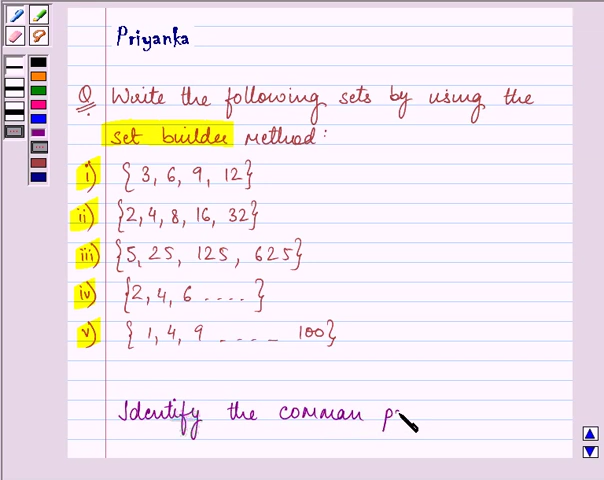 Priyanka
Q Write the following sets by using the
set builder method:
i) {3, 6, 9, 12}
ii) {2, 4, 8, 16, 32}
iii) {5, 25, 125, 625}
iv) {2, 4, 6 ....}
v) {1, 4, 9 ..... 100}
Identify the common p